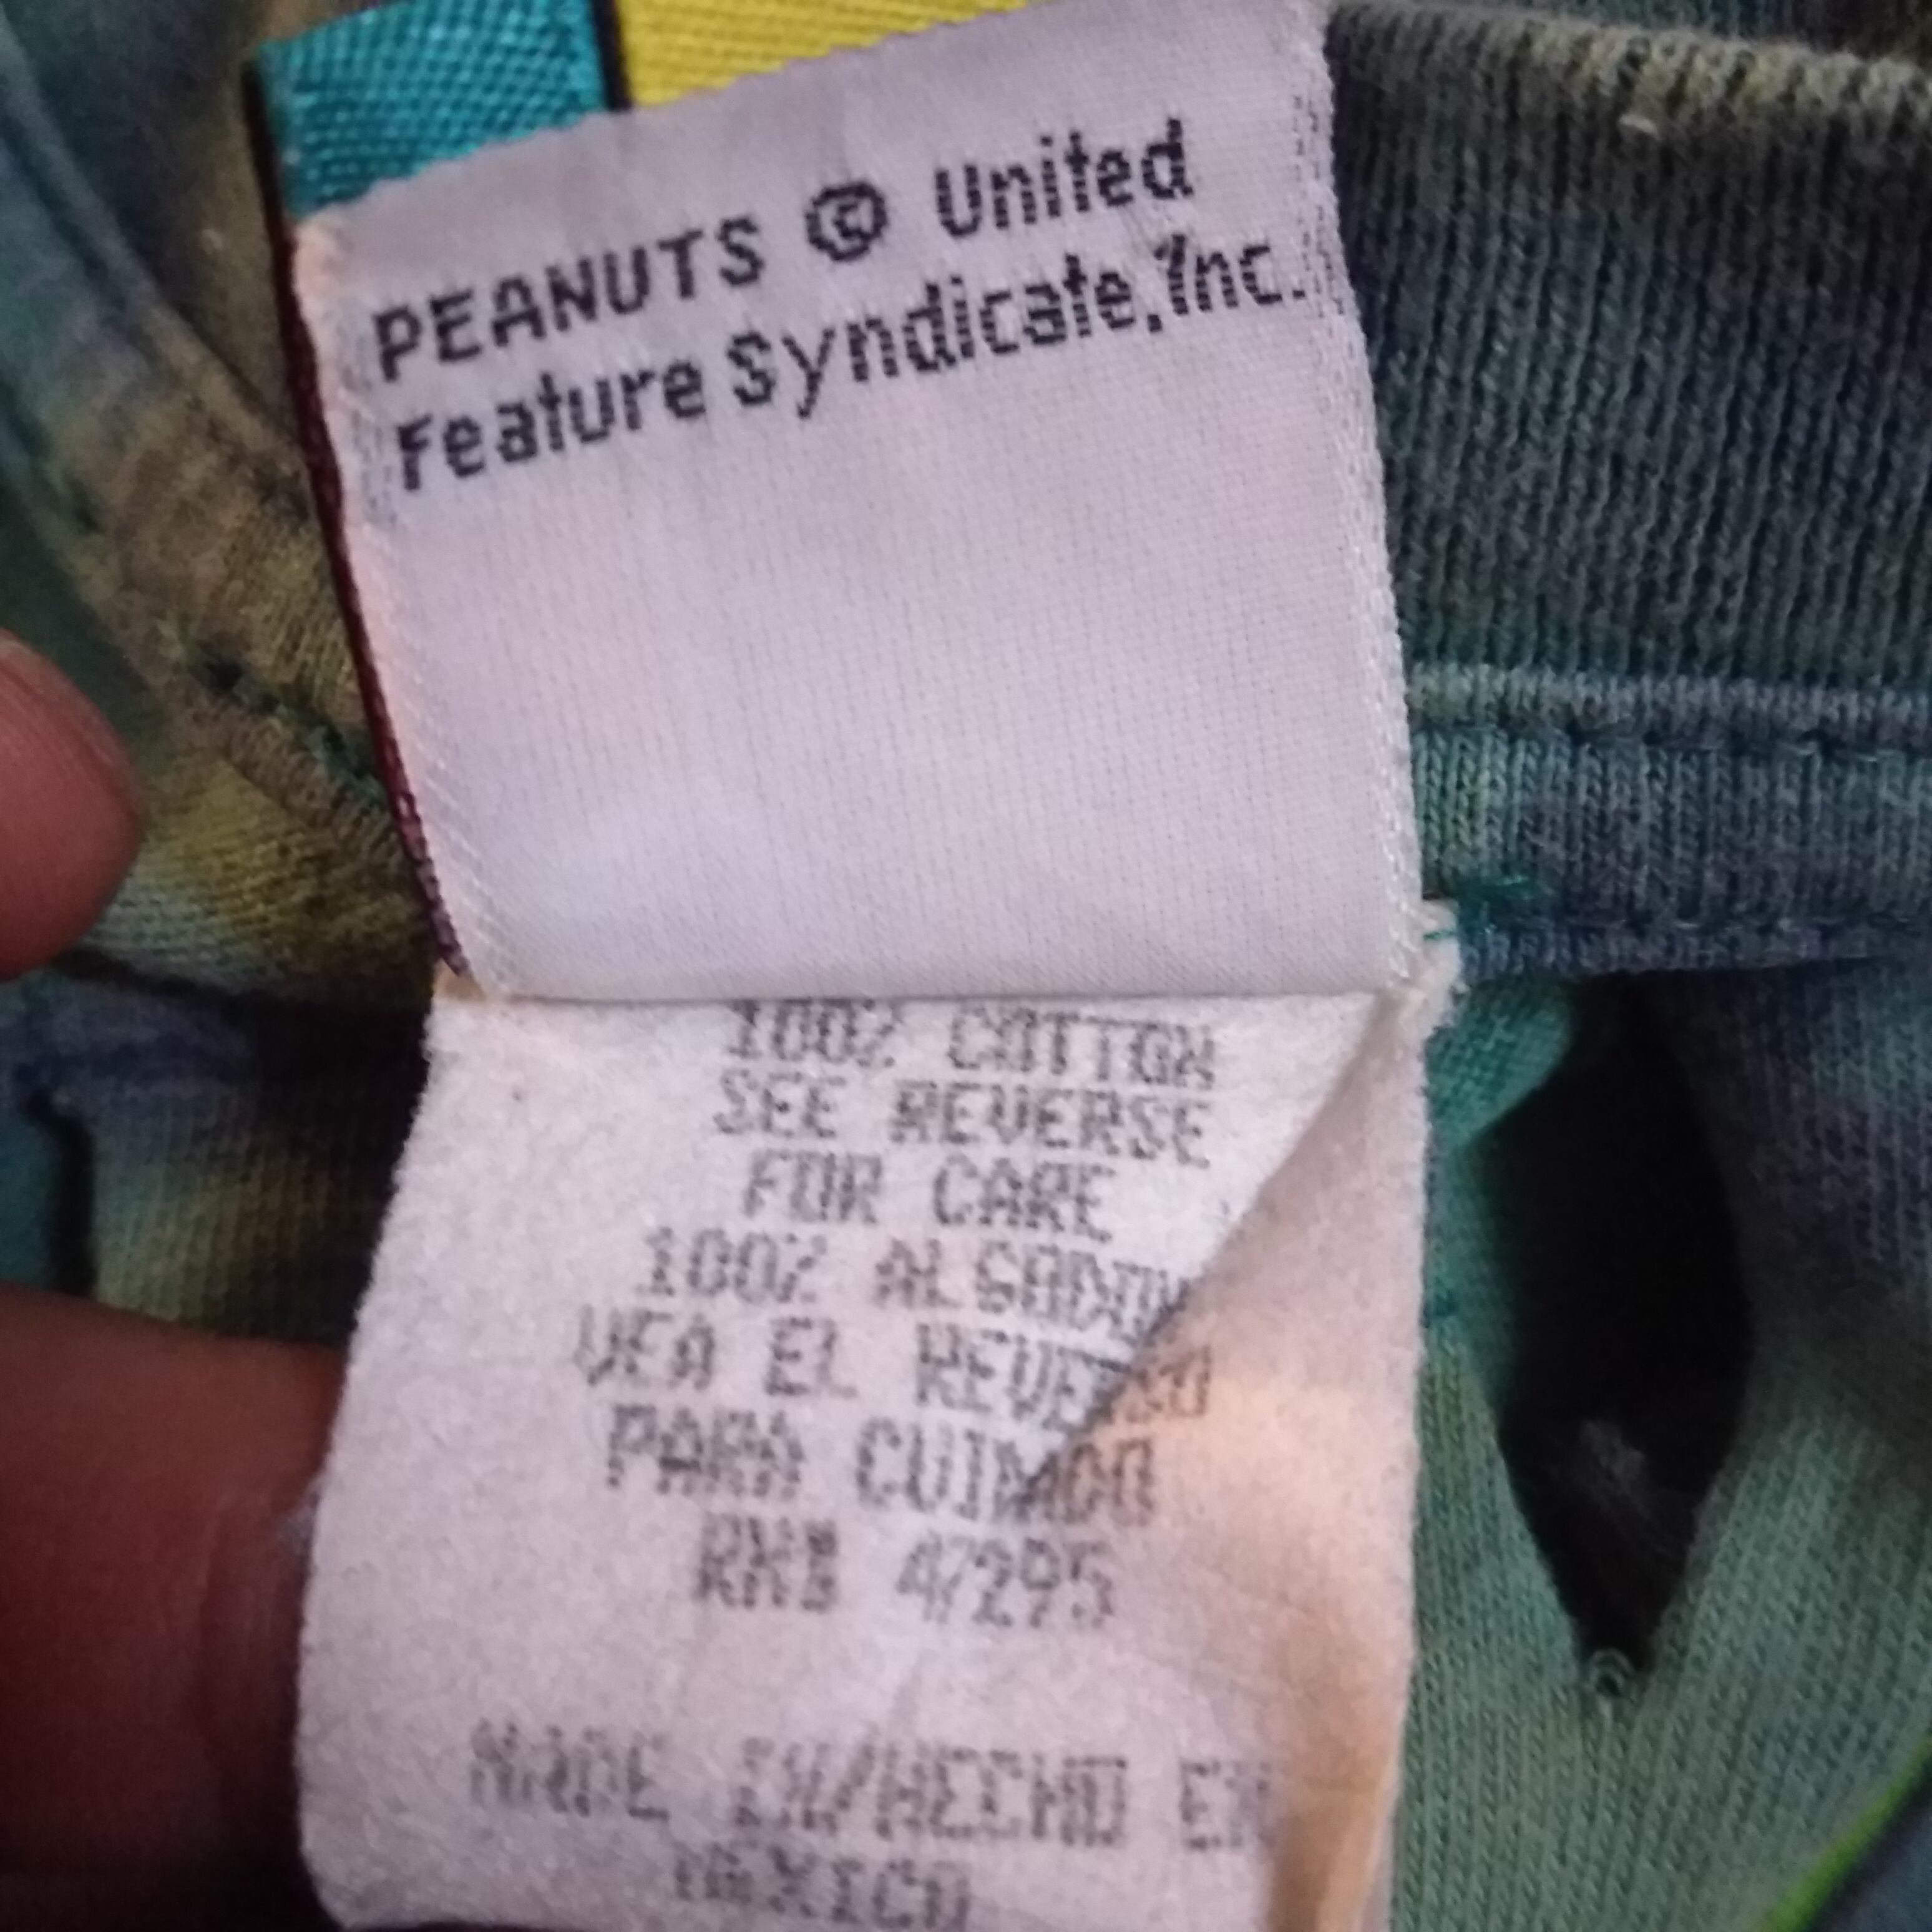 PEANUTS © United
Feature Syndicate, Inc.
100% COTTON
SEE REVERSE
FOR CARE
100% ALGODON
VEA EL REVERSO
PARA CUIDADO
RN# 47295
MADE IN/HECHO EN
MEXICO